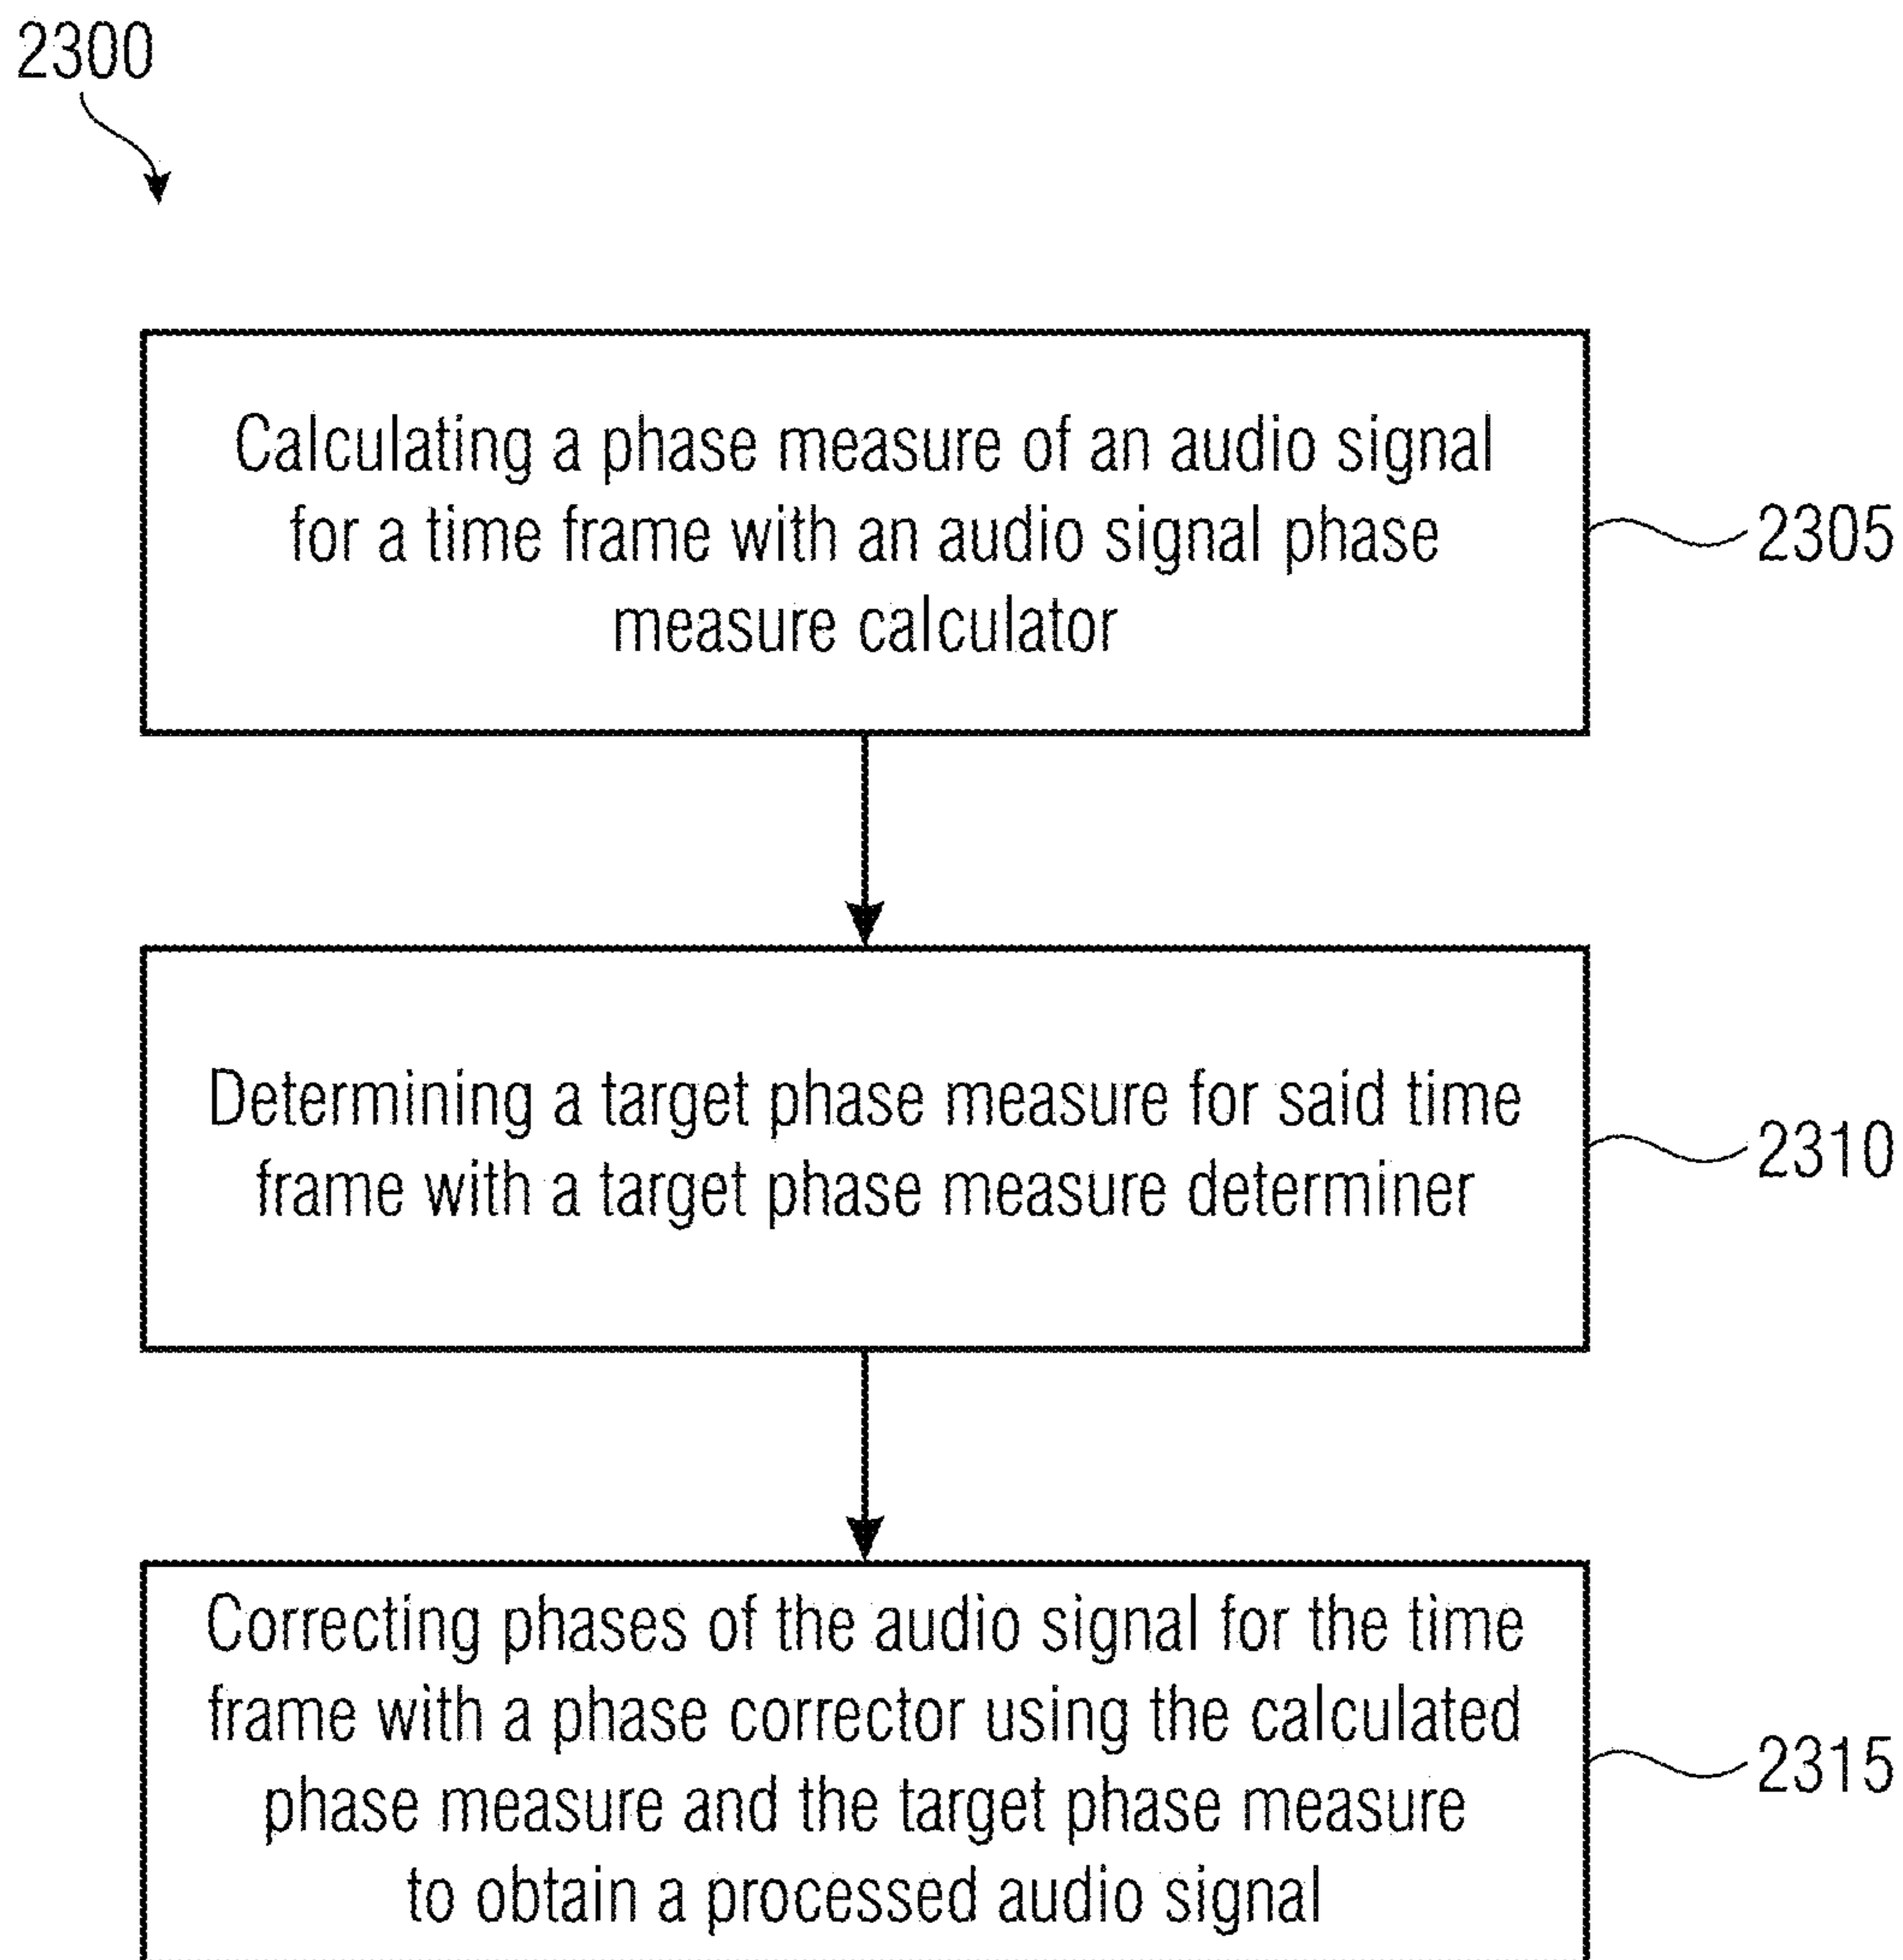 2300
Calculating a phase measure of an audio signal
for a time frame with an audio signal phase
measure calculator
2305
Determining a target phase measure for said time
frame with a target phase measure determiner
2310
Correcting phases of the audio signal for the time
frame with a phase corrector using the calculated
phase measure and the target phase measure
to obtain a processed audio signal
2315